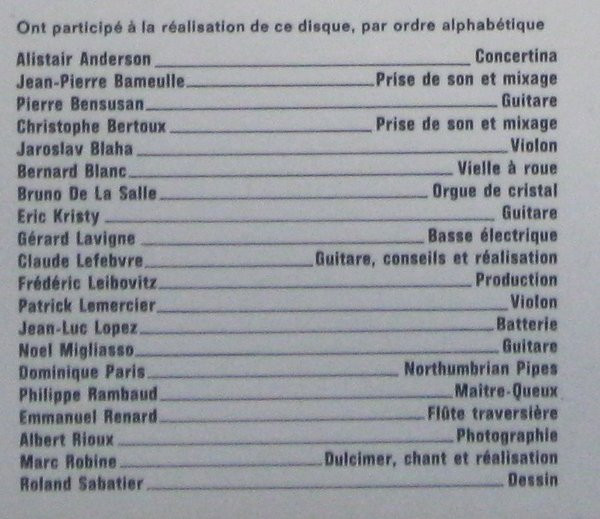 Ont participé à la réalisation de ce disque, par ordre alphabétique
Alistair Anderson Concertina
Jean-Pierre Bameulle Prise de son et mixage
Pierre Bensusan Guitare
Christophe Bertoux Prise de son et mixage
Jaroslav Blaha Violon
Bernard Blanc Vielle à roue
Bruno De La Salle Orgue de cristal
Eric Kristy Guitare
Gérard Lavigne Basse électrique
Claude Lefebvre Guitare, conseils et réalisation
Frédéric Leibovitz Production
Patrick Lemercier Violon
Jean-Luc Lopez Batterie
Noel Migliasso Guitare
Dominique Paris Northumbrian Pipes
Philippe Rambaud Maître-Queux
Emmanuel Renard Flûte traversière
Albert Rioux Photographie
Marc Robine Dulcimer, chant et réalisation
Roland Sabatier Dessin